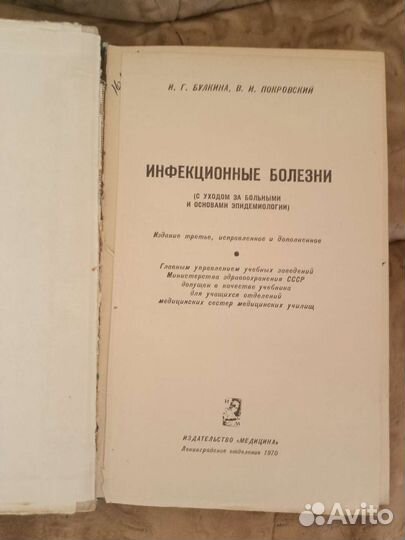 16.
И. Г. БУЛКИНА, В. И. ПОКРОВСКИЙ
ИНФЕКЦИОННЫЕ БОЛЕЗНИ
(С УХОДОМ ЗА БОЛЬНЫМИ
И ОСНОВАМИ ЭПИДЕМИОЛОГИИ)
Издание третье, исправленное и дополненное
Главным управлением учебных заведений
Министерства здравоохранения СССР
допущен в качестве учебника
для учащихся отделений
медицинских сестер медицинских училищ
ИЗДАТЕЛЬСТВО «МЕДИЦИНА»
Ленинградское отделение 1970
Avito